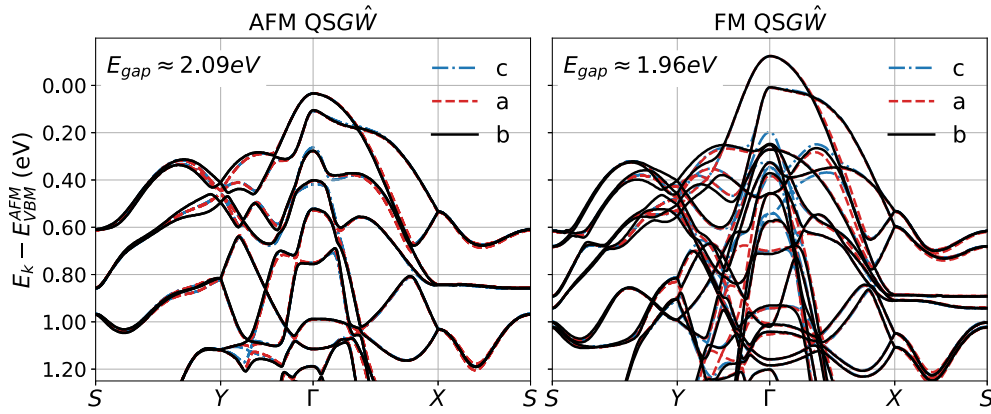 AFM QSGŴ
FM QSGŴ
E_gap ≈ 2.09eV
c
a
b
E_gap ≈ 1.96eV
c
a
b
E_k − E_VBM^AFM (eV)
0.00
0.20
0.40
0.60
0.80
1.00
1.20
S
Y
Γ
X
S
S
Y
Γ
X
S